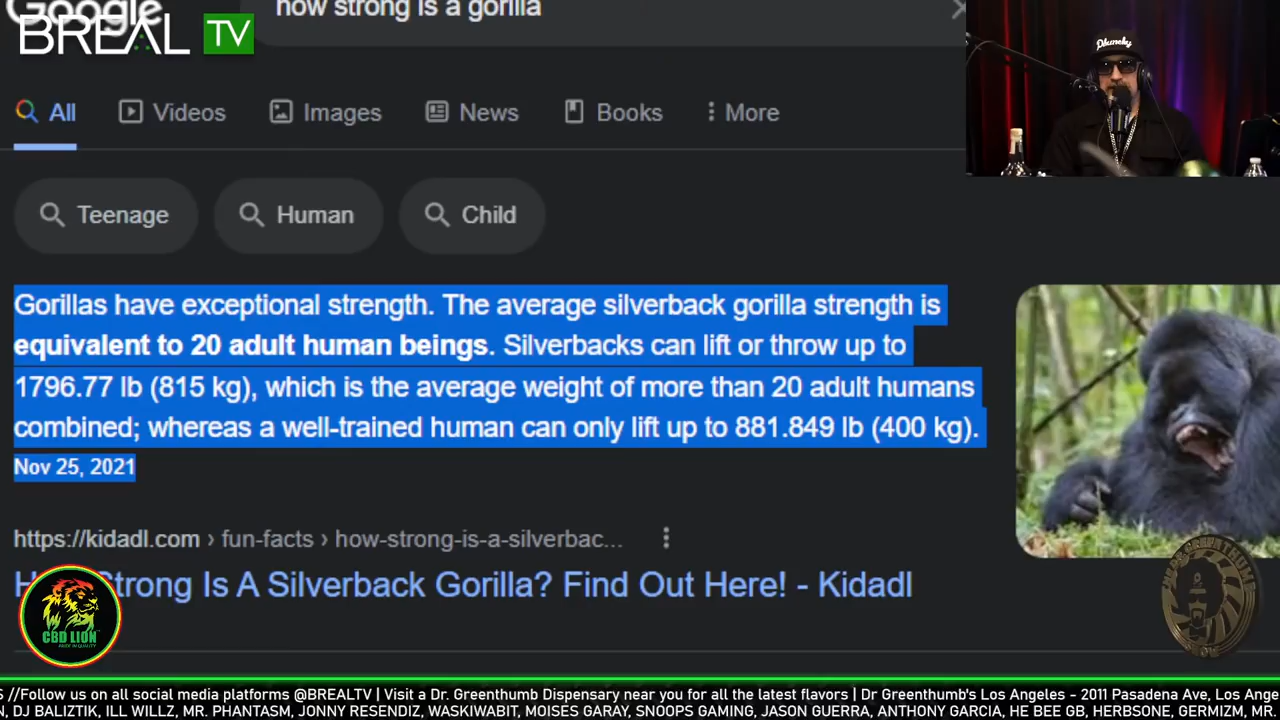 Google
how strong is a gorilla
BREAL TV
All
Videos
Images
News
Books
More
Teenage
Human
Child
Gorillas have exceptional strength. The average silverback gorilla strength is
equivalent to 20 adult human beings. Silverbacks can lift or throw up to
1796.77 lb (815 kg), which is the average weight of more than 20 adult humans
combined; whereas a well-trained human can only lift up to 881.849 lb (400 kg).
Nov 25, 2021
https://kidadl.com › fun-facts › how-strong-is-a-silverbac...
Strong Is A Silverback Gorilla? Find Out Here! - Kidadl
CBD LION
//Follow us on all social media platforms @BREALTV | Visit a Dr. Greenthumb Dispensary near you for all the latest flavors | Dr Greenthumb's Los Angeles - 2011 Pasadena Ave, Los Ange
N, DJ BALIZTIK, ILL WILLZ, MR. PHANTASM, JONNY RESENDIZ, WASKIWABIT, MOISES GARAY, SNOOPS GAMING, JASON GUERRA, ANTHONY GARCIA, HE BEE GB, HERBSONE, GERMIZM, MR.